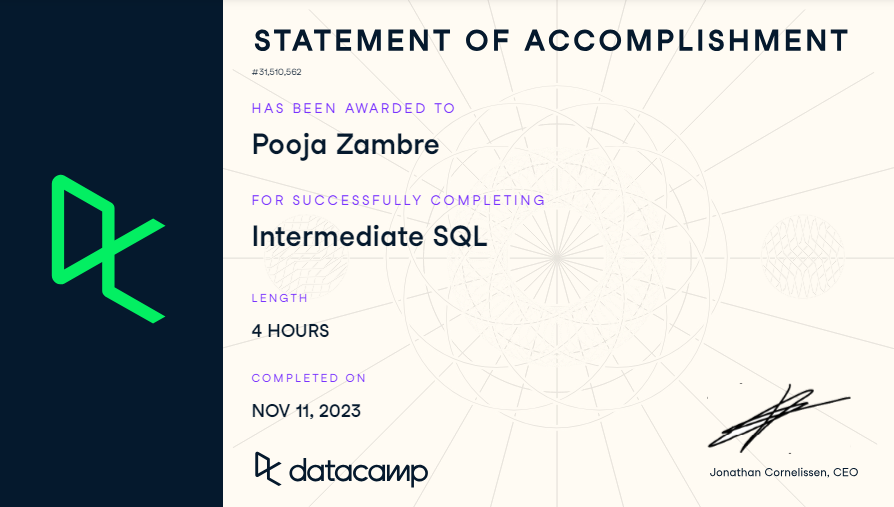 STATEMENT OF ACCOMPLISHMENT
#31,510,562
HAS BEEN AWARDED TO
Pooja Zambre
FOR SUCCESSFULLY COMPLETING
Intermediate SQL
LENGTH
4 HOURS
COMPLETED ON
NOV 11, 2023
datacamp
Jonathan Cornelissen, CEO